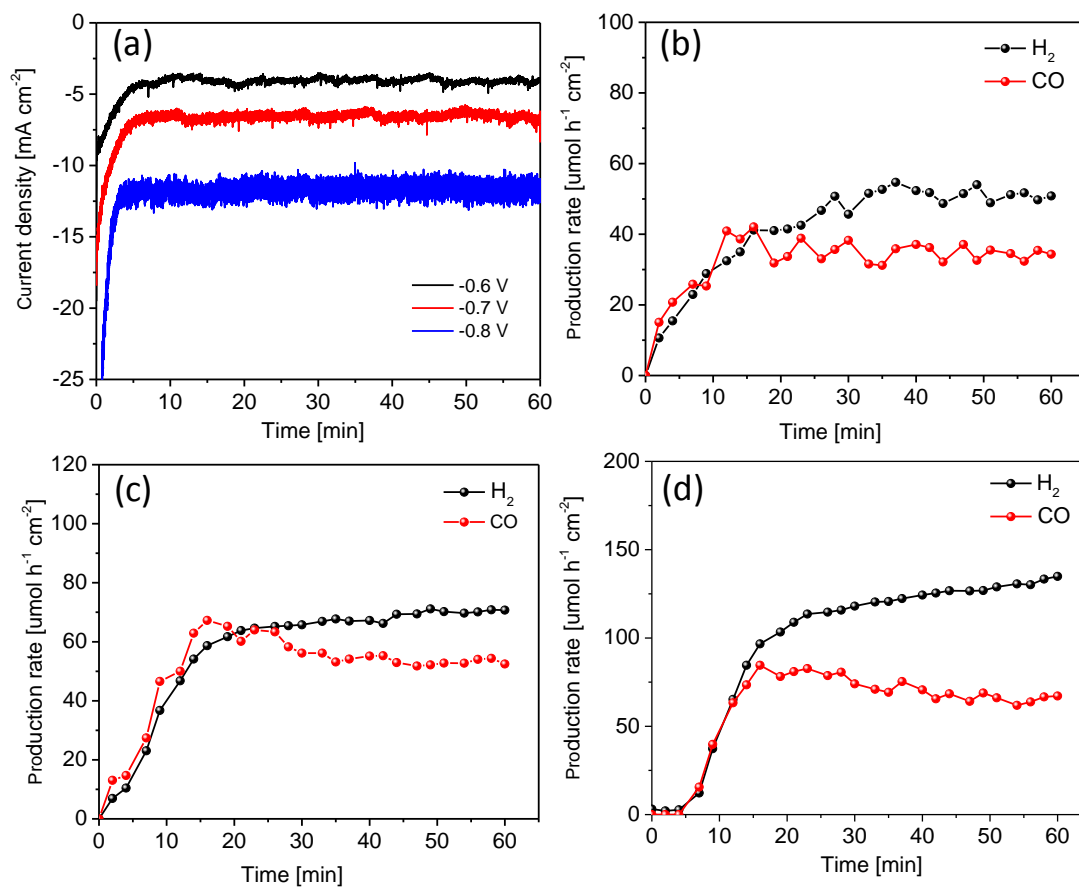 (a)
Current density [mA cm-2]
0
-5
-10
-15
-20
-25
-0.6 V
-0.7 V
-0.8 V
0 10 20 30 40 50 60
Time [min]
(b)
Production rate [umol h-1 cm-2]
100
80
60
40
20
0
H2
CO
0 10 20 30 40 50 60
Time [min]
(c)
Production rate [umol h-1 cm-2]
120
100
80
60
40
20
0
H2
CO
0 10 20 30 40 50 60
Time [min]
(d)
Production rate [umol h-1 cm-2]
200
150
100
50
0
H2
CO
0 10 20 30 40 50 60
Time [min]